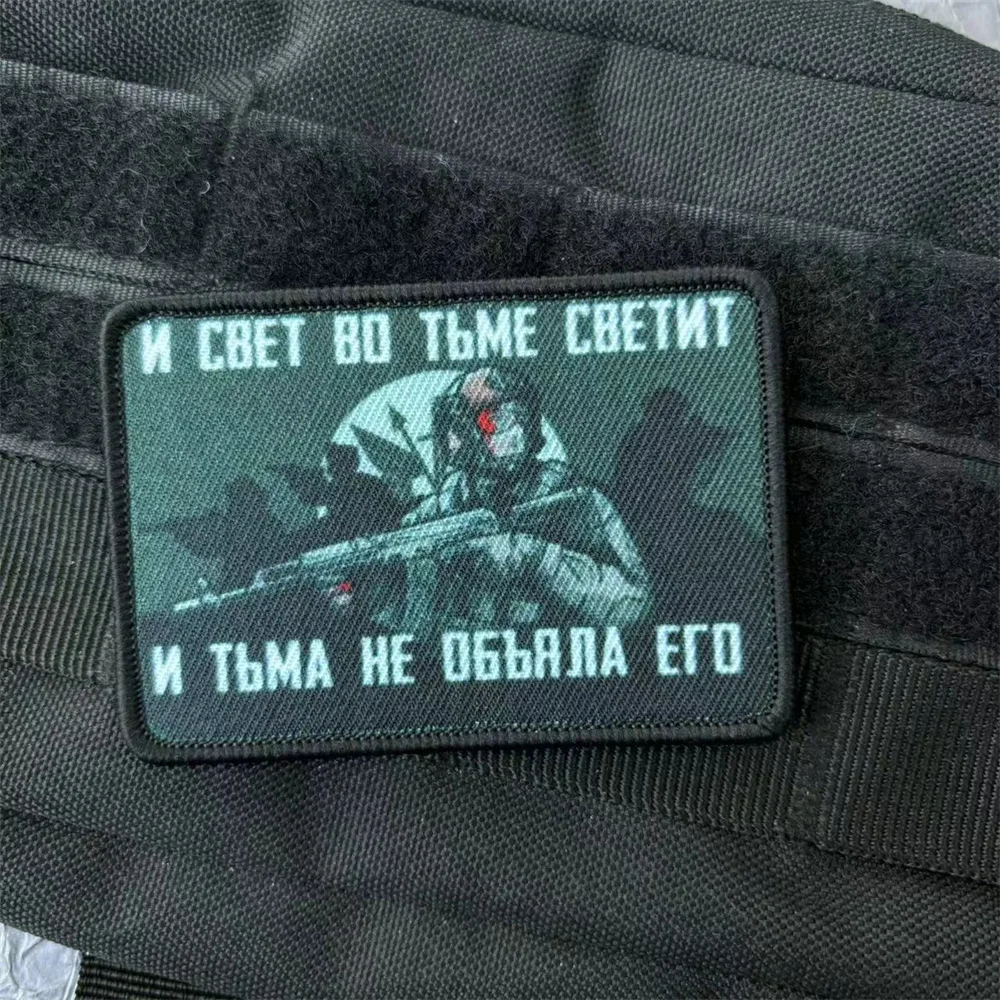 И СВЕТ ВО ТЬМЕ СВЕТИТ
И ТЬМА НЕ ОБЪЯЛА ЕГО